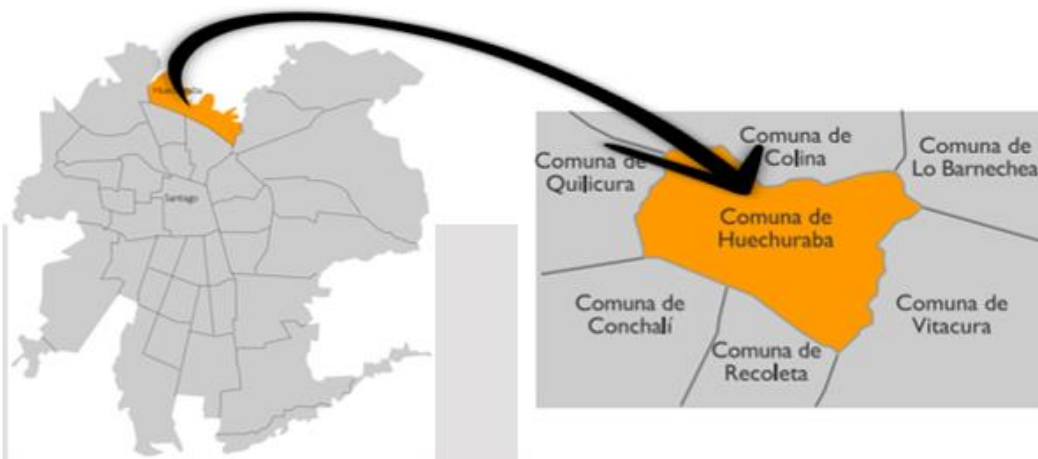 Santiago
Comuna de
Colina
Comuna de
Lo Barnechea
Comuna de
Quilicura
Comuna de
Huechuraba
Comuna de
Conchalí
Comuna de
Vitacura
Comuna de
Recoleta